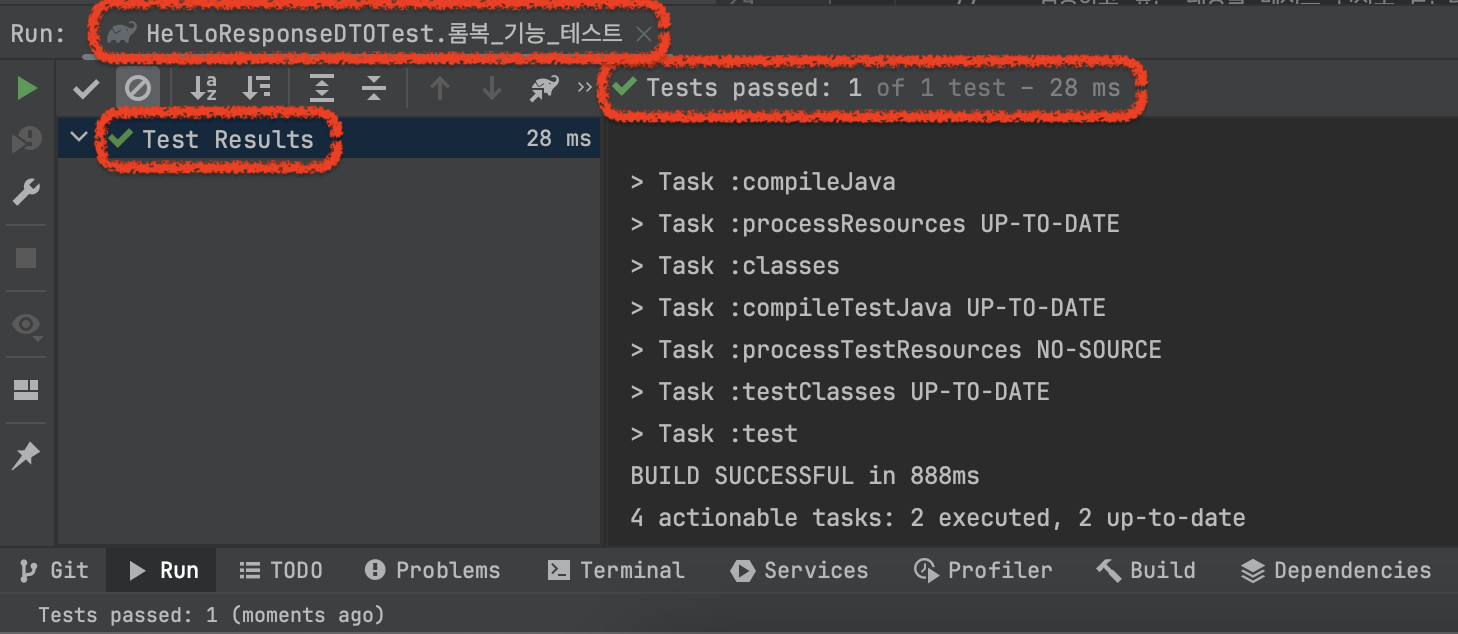 Run: HelloResponseDTOTest.롬복_기능_테스트
Tests passed: 1 of 1 test – 28 ms
Test Results 28 ms
> Task :compileJava
> Task :processResources UP-TO-DATE
> Task :classes
> Task :compileTestJava UP-TO-DATE
> Task :processTestResources NO-SOURCE
> Task :testClasses UP-TO-DATE
> Task :test
BUILD SUCCESSFUL in 888ms
4 actionable tasks: 2 executed, 2 up-to-date
Git Run TODO Problems Terminal Services Profiler Build Dependencies
Tests passed: 1 (moments ago)